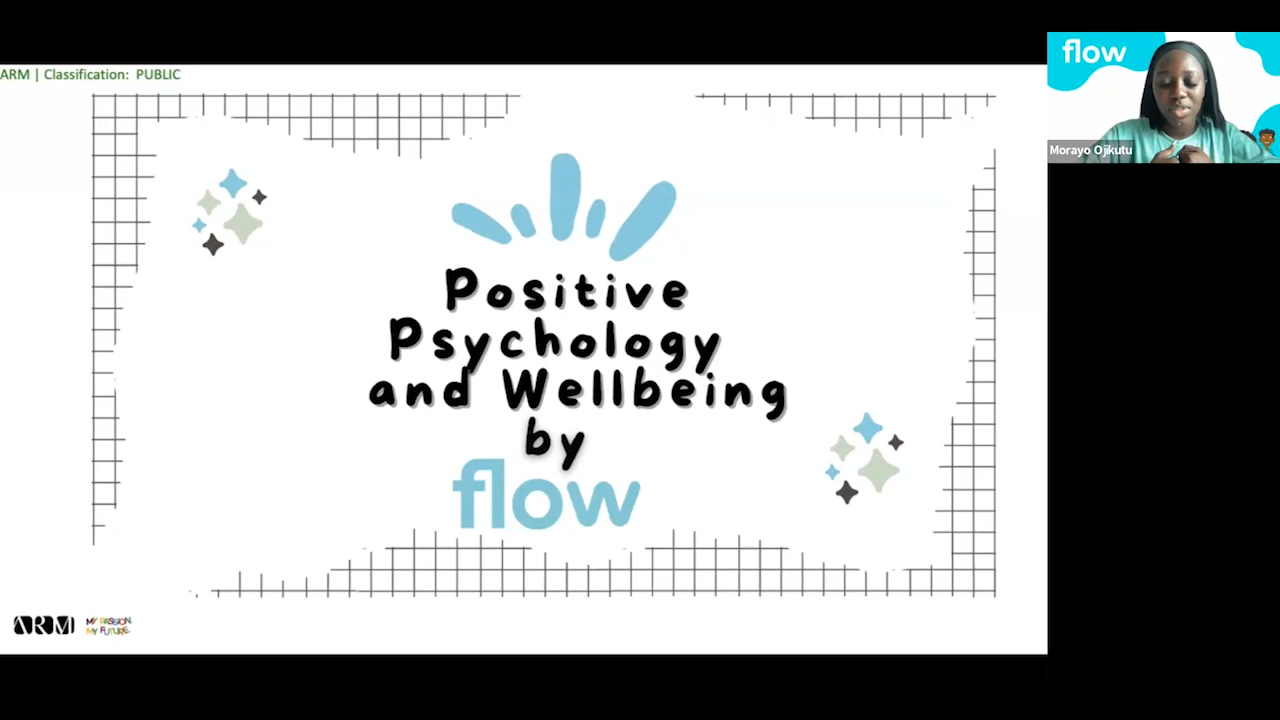 ARM | Classification: PUBLIC
flow
Morayo Ojikutu
Positive
Psychology
and Wellbeing
by
flow
ARM
MY PASSION.
MY FUTURE.